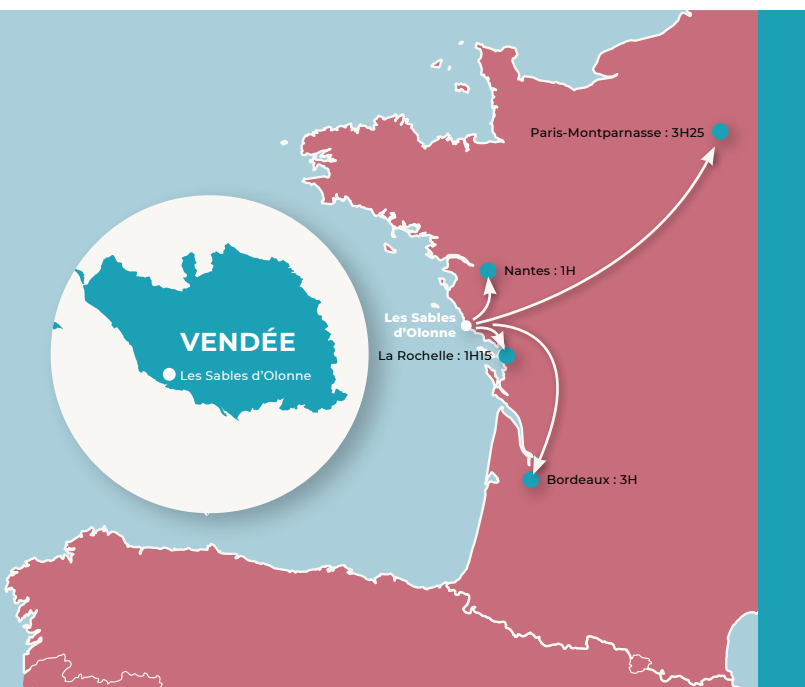 Paris-Montparnasse : 3H25
Nantes : 1H
Les Sables
d'Olonne
La Rochelle : 1H15
VENDÉE
Les Sables d'Olonne
Bordeaux : 3H